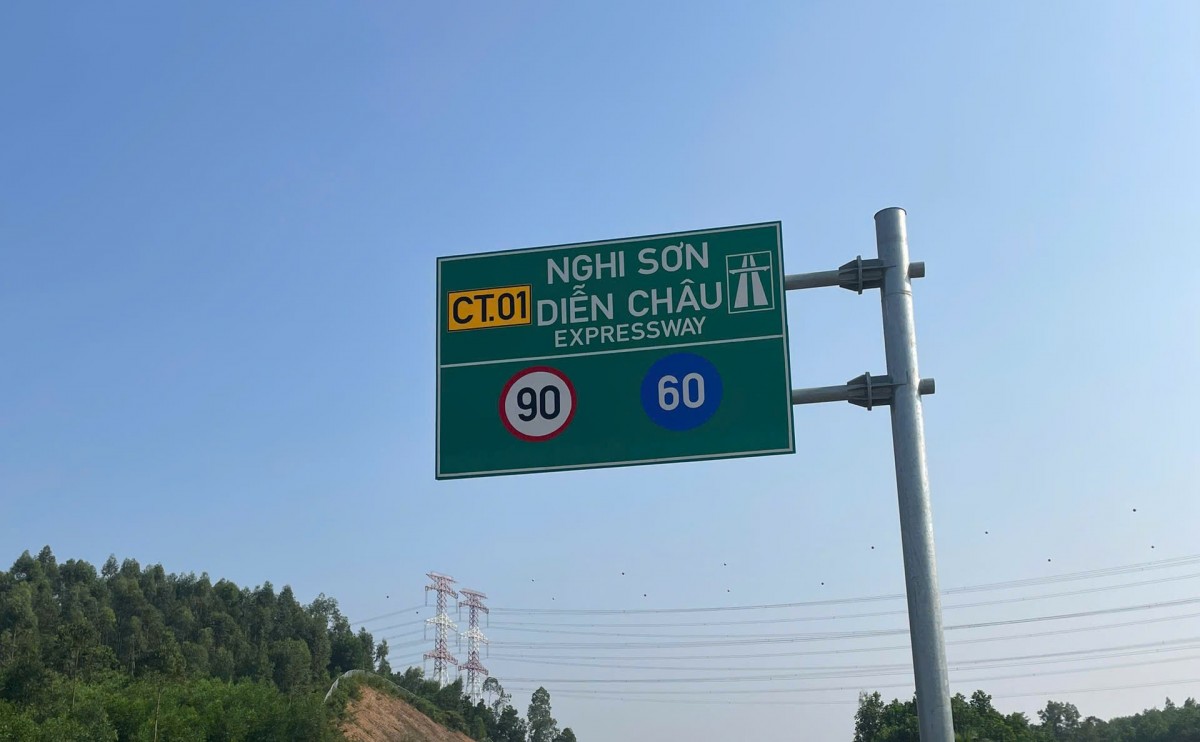 NGHI SƠN
CT.01 DIỄN CHÂU
EXPRESSWAY
90 60